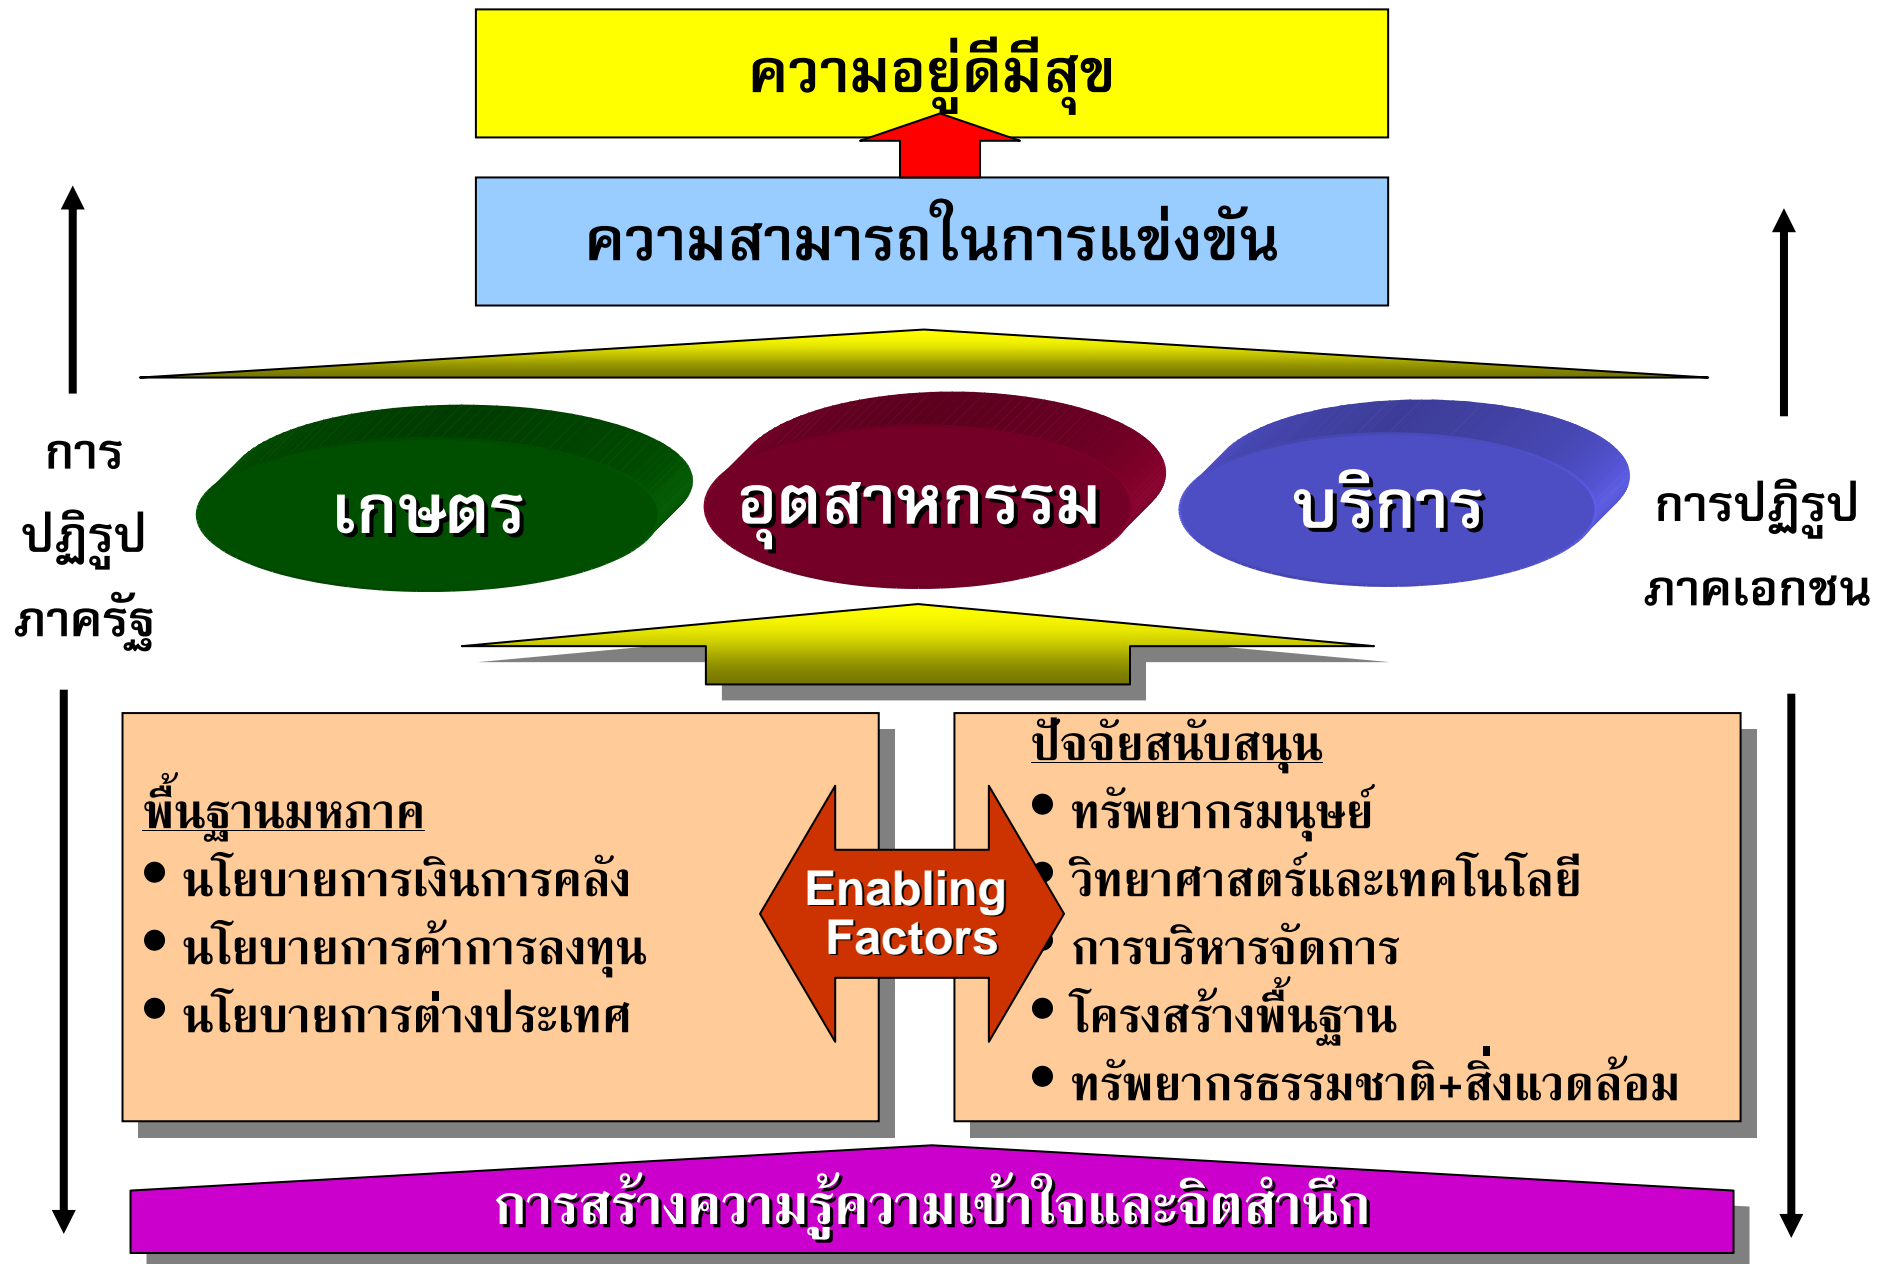 ความอยู่ดีมีสุข
ความสามารถในการแข่งขัน
การ
ปฏิรูป
ภาครัฐ
เกษตร
อุตสาหกรรม
บริการ
การปฏิรูป
ภาคเอกชน
พื้นฐานมหภาค
• นโยบายการเงินการคลัง
• นโยบายการค้าการลงทุน
• นโยบายการต่างประเทศ
Enabling
Factors
ปัจจัยสนับสนุน
• ทรัพยากรมนุษย์
• วิทยาศาสตร์และเทคโนโลยี
• การบริหารจัดการ
• โครงสร้างพื้นฐาน
• ทรัพยากรธรรมชาติ+สิ่งแวดล้อม
การสร้างความรู้ความเข้าใจและจิตสำนึก